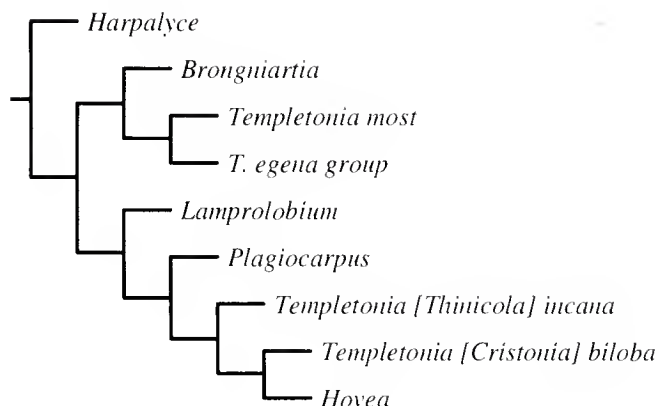 Harpalyce
Brongniartia
Templetonia most
T. egena group
Lamprolobium
Plagiocarpus
Templetonia [Thinicola] incana
Templetonia [Cristonia] biloba
Hovea